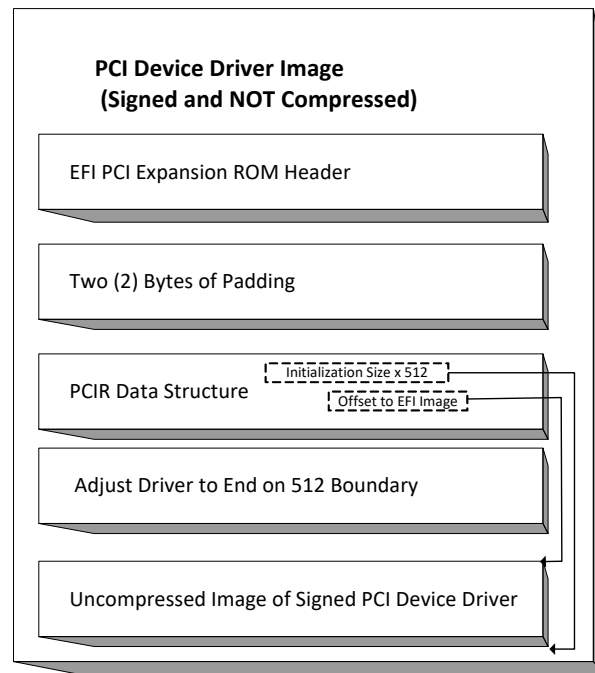 PCI Device Driver Image
(Signed and NOT Compressed)
EFI PCI Expansion ROM Header
Two (2) Bytes of Padding
Initialization Size x 512
PCIR Data Structure
Offset to EFI Image
Adjust Driver to End on 512 Boundary
Uncompressed Image of Signed PCI Device Driver